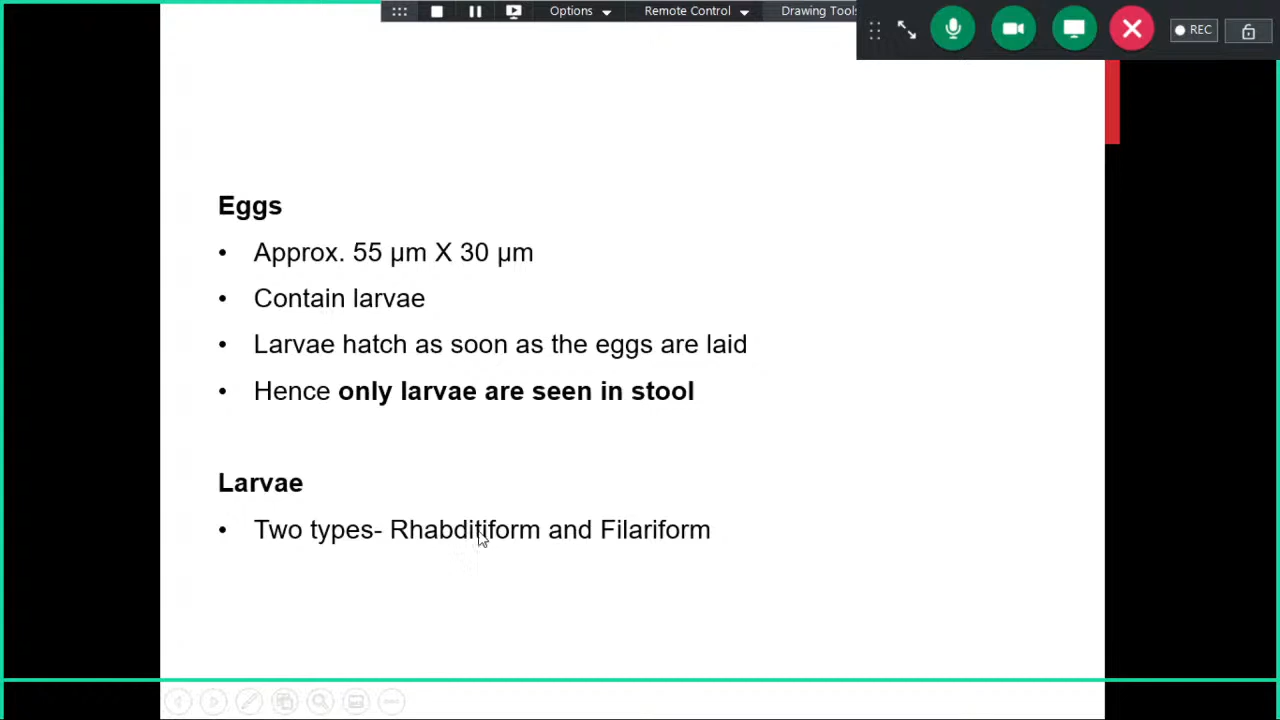 Options Remote Control Drawing Tools
REC
Eggs
• Approx. 55 µm X 30 µm
• Contain larvae
• Larvae hatch as soon as the eggs are laid
• Hence only larvae are seen in stool
Larvae
• Two types- Rhabditiform and Filariform